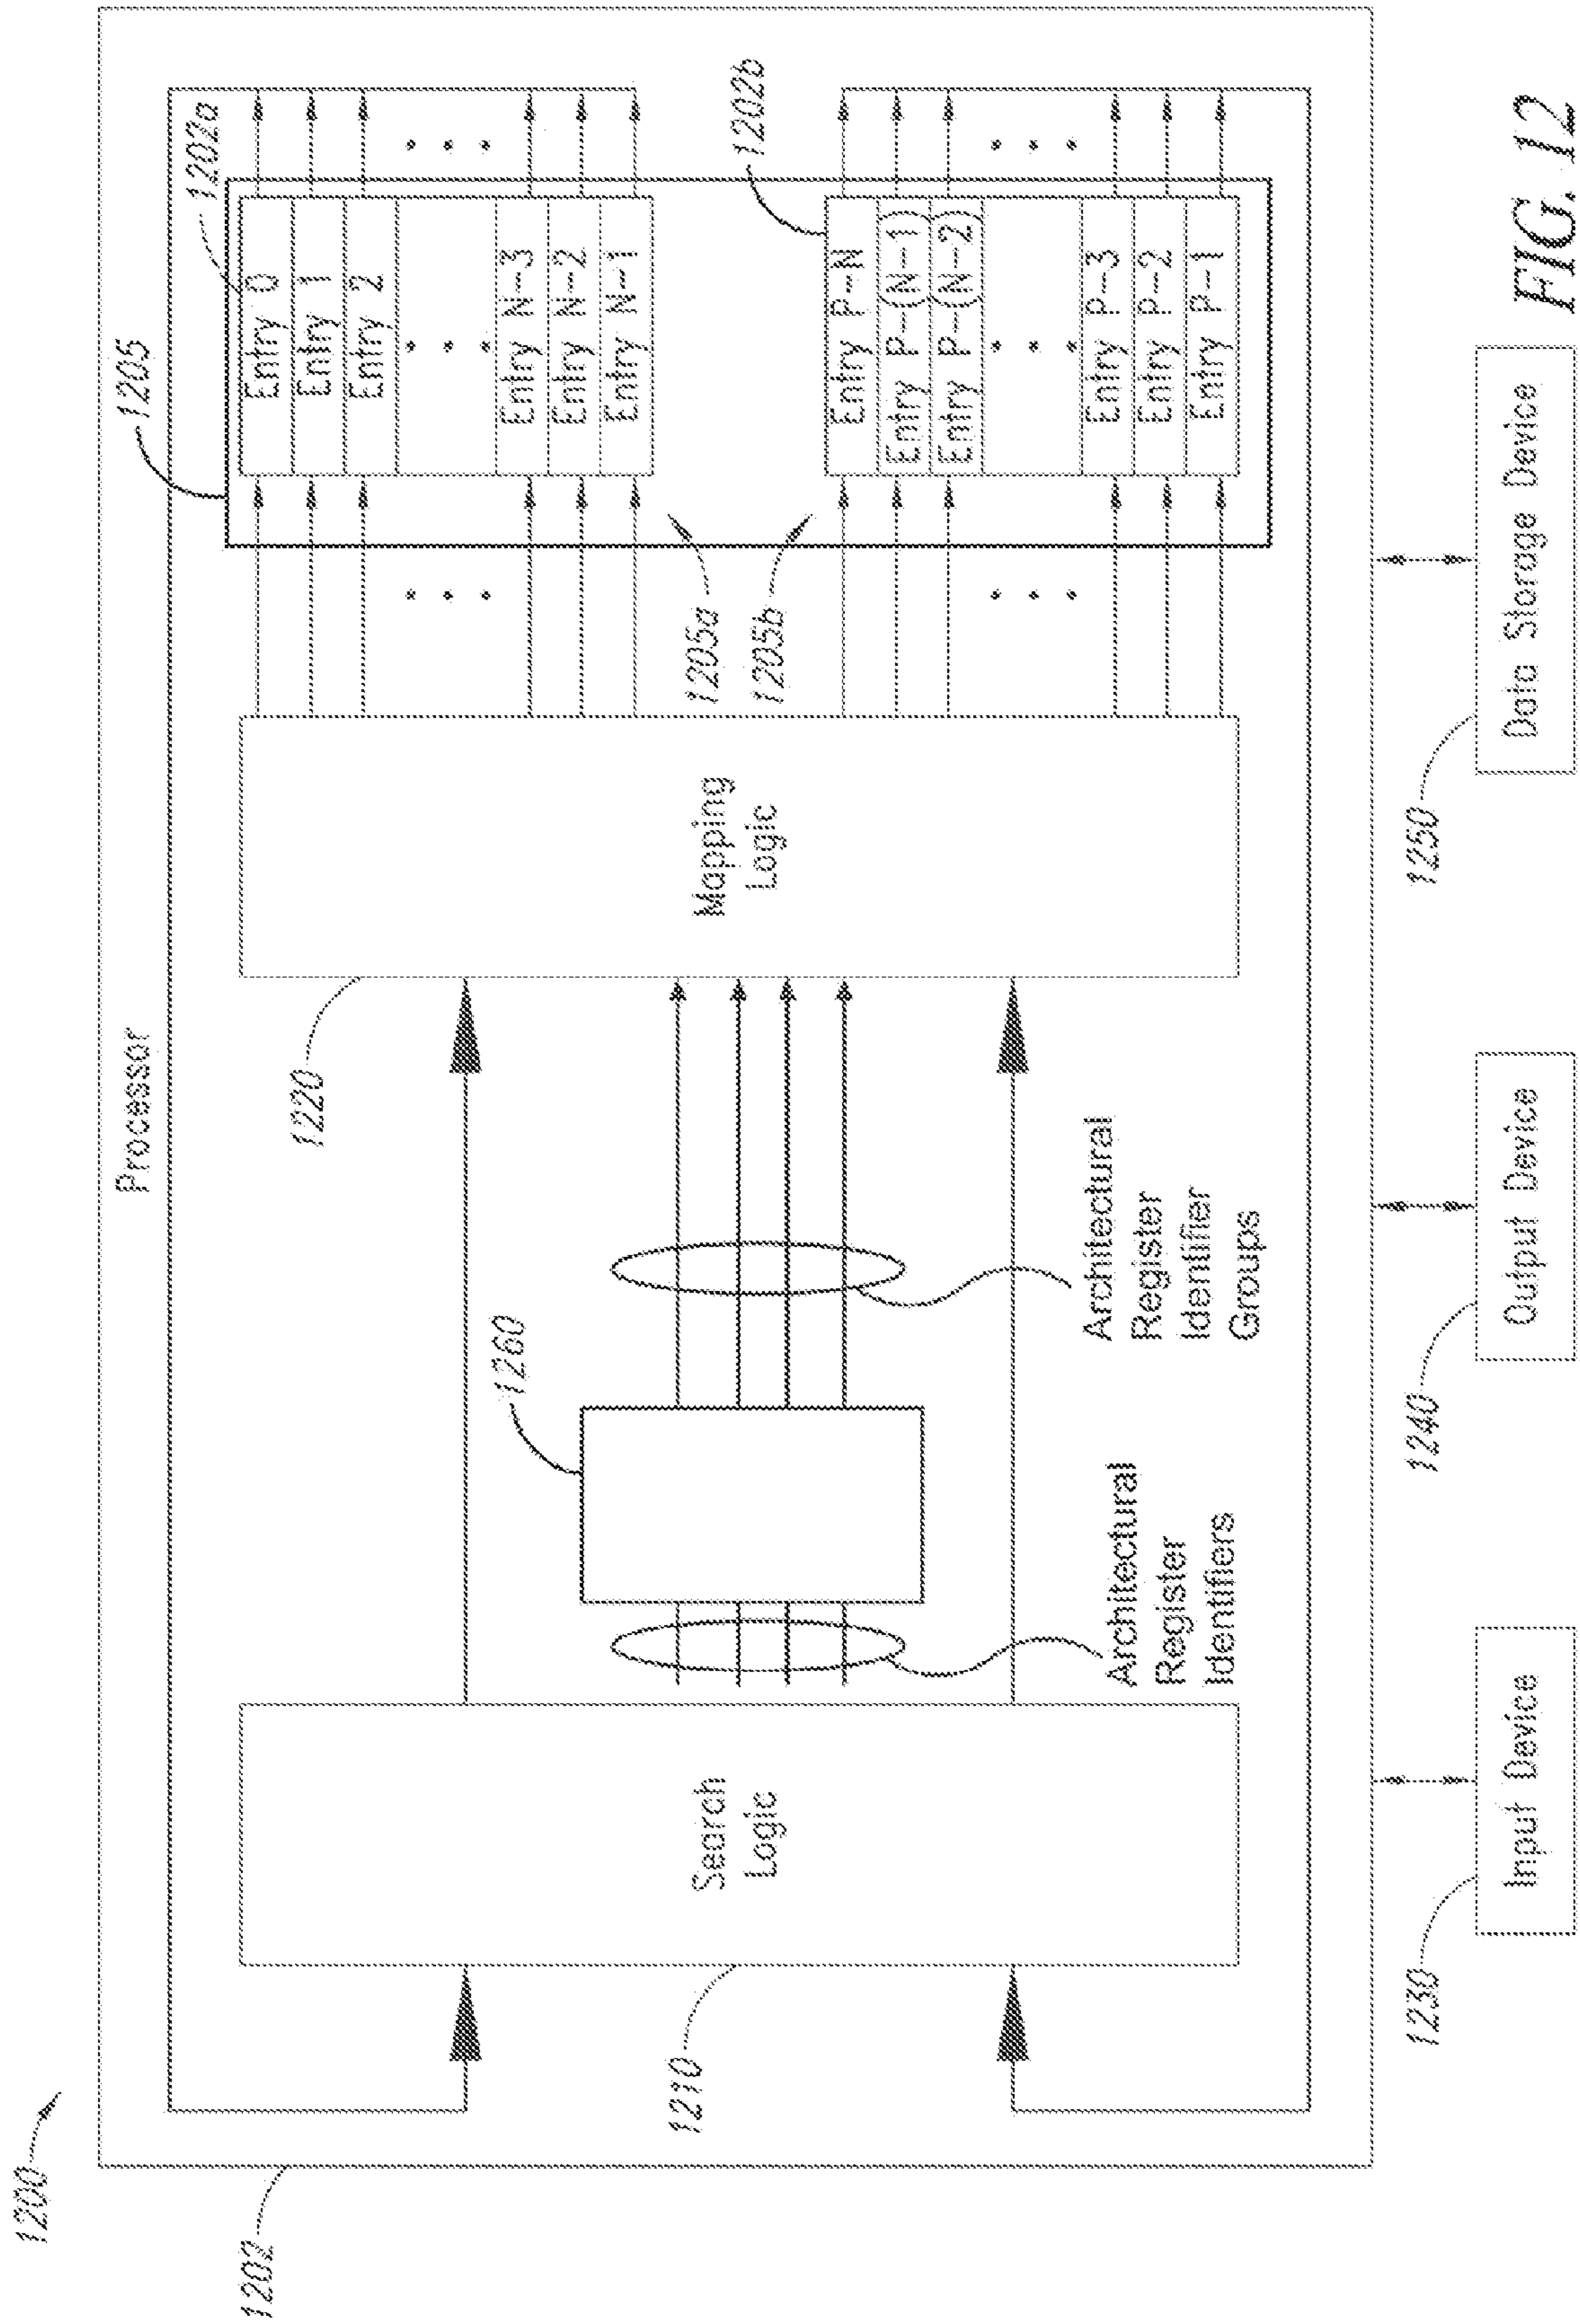 1200
1202
Processor
1205
1202a
Entry 0
Entry 1
Entry 2
Entry N-3
Entry N-2
Entry N-1
1202b
Entry P-N
Entry P-(N-1)
Entry P-(N-2)
Entry P-3
Entry P-2
Entry P-1
1205a
1205b
1220
Mapping
Logic
1260
Architectural
Register
Identifier
Groups
Architectural
Register
Identifiers
1210
Search
Logic
1230
Input Device
1240
Output Device
1250
Data Storage Device
FIG. 12